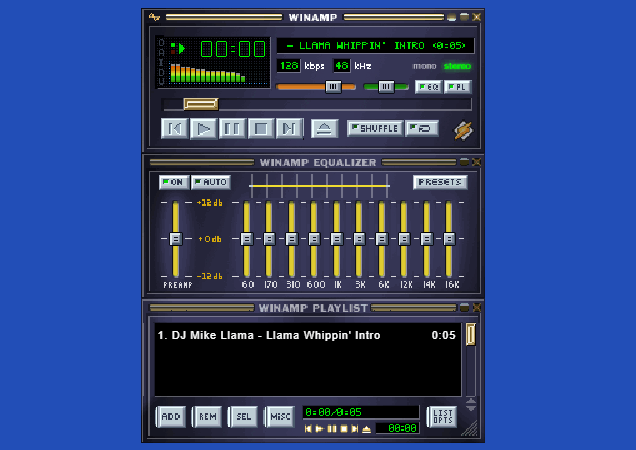 WINAMP
OAIDV
00:00
- LLAMA WHIPPIN' INTRO <0:05>
128 kbps 48 kHz
mono stereo
EQ PL
SHUFFLE
WINAMP EQUALIZER
ON AUTO
PRESETS
+12db
+0db
-12db
PREAMP 60 170 310 600 1K 3K 6K 12K 14K 16K
WINAMP PLAYLIST
1. DJ Mike Llama - Llama Whippin' Intro 0:05
ADD REM SEL MISC
0:00/0:05
00:00
LIST
OPTS